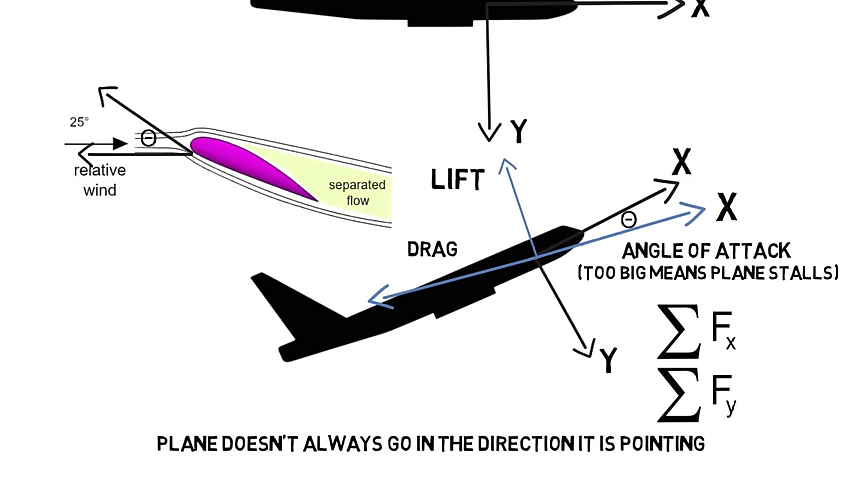 X
Y
25°
Θ
relative
wind
separated
flow
LIFT
X
X
Θ
DRAG
ANGLE OF ATTACK
(TOO BIG MEANS PLANE STALLS)
Y
∑ Fx
∑ Fy
PLANE DOESN'T ALWAYS GO IN THE DIRECTION IT IS POINTING